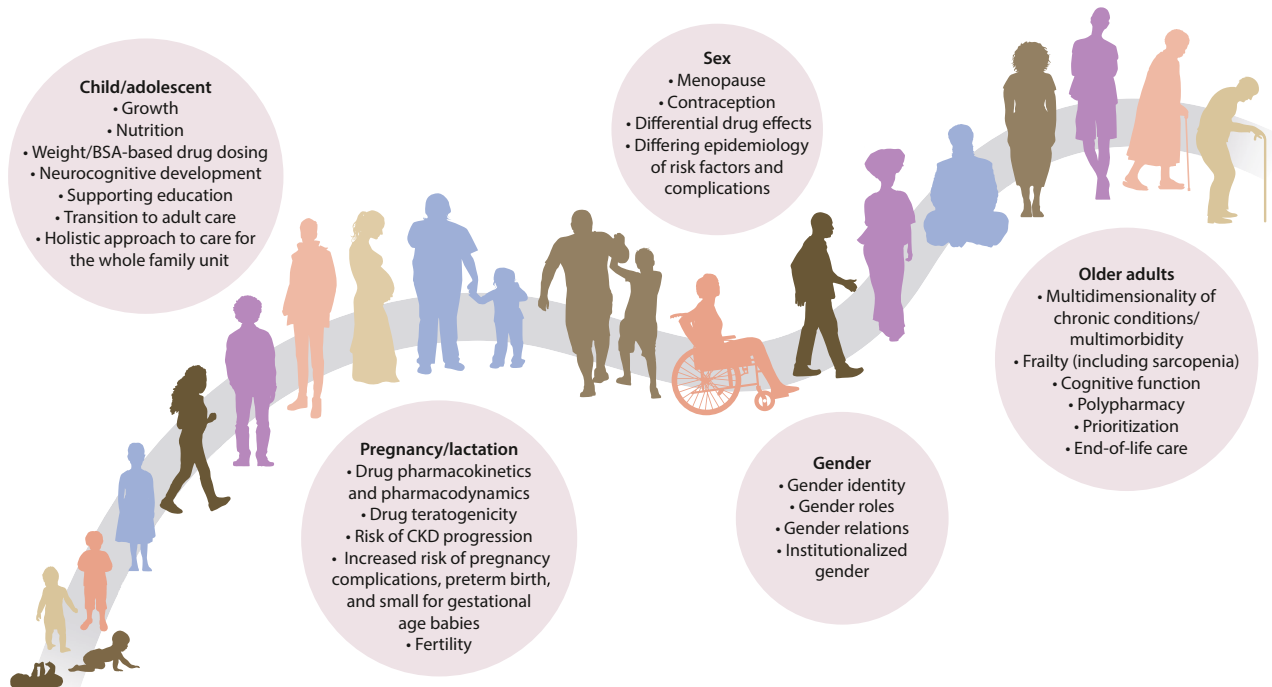 Child/adolescent
• Growth
• Nutrition
• Weight/BSA-based drug dosing
• Neurocognitive development
• Supporting education
• Transition to adult care
• Holistic approach to care for
the whole family unit
Sex
• Menopause
• Contraception
• Differential drug effects
• Differing epidemiology
of risk factors and
complications
Older adults
• Multidimensionality of
chronic conditions/
multimorbidity
• Frailty (including sarcopenia)
• Cognitive function
• Polypharmacy
• Prioritization
• End-of-life care
Pregnancy/lactation
• Drug pharmacokinetics
and pharmacodynamics
• Drug teratogenicity
• Risk of CKD progression
• Increased risk of pregnancy
complications, preterm birth,
and small for gestational
age babies
• Fertility
Gender
• Gender identity
• Gender roles
• Gender relations
• Institutionalized
gender